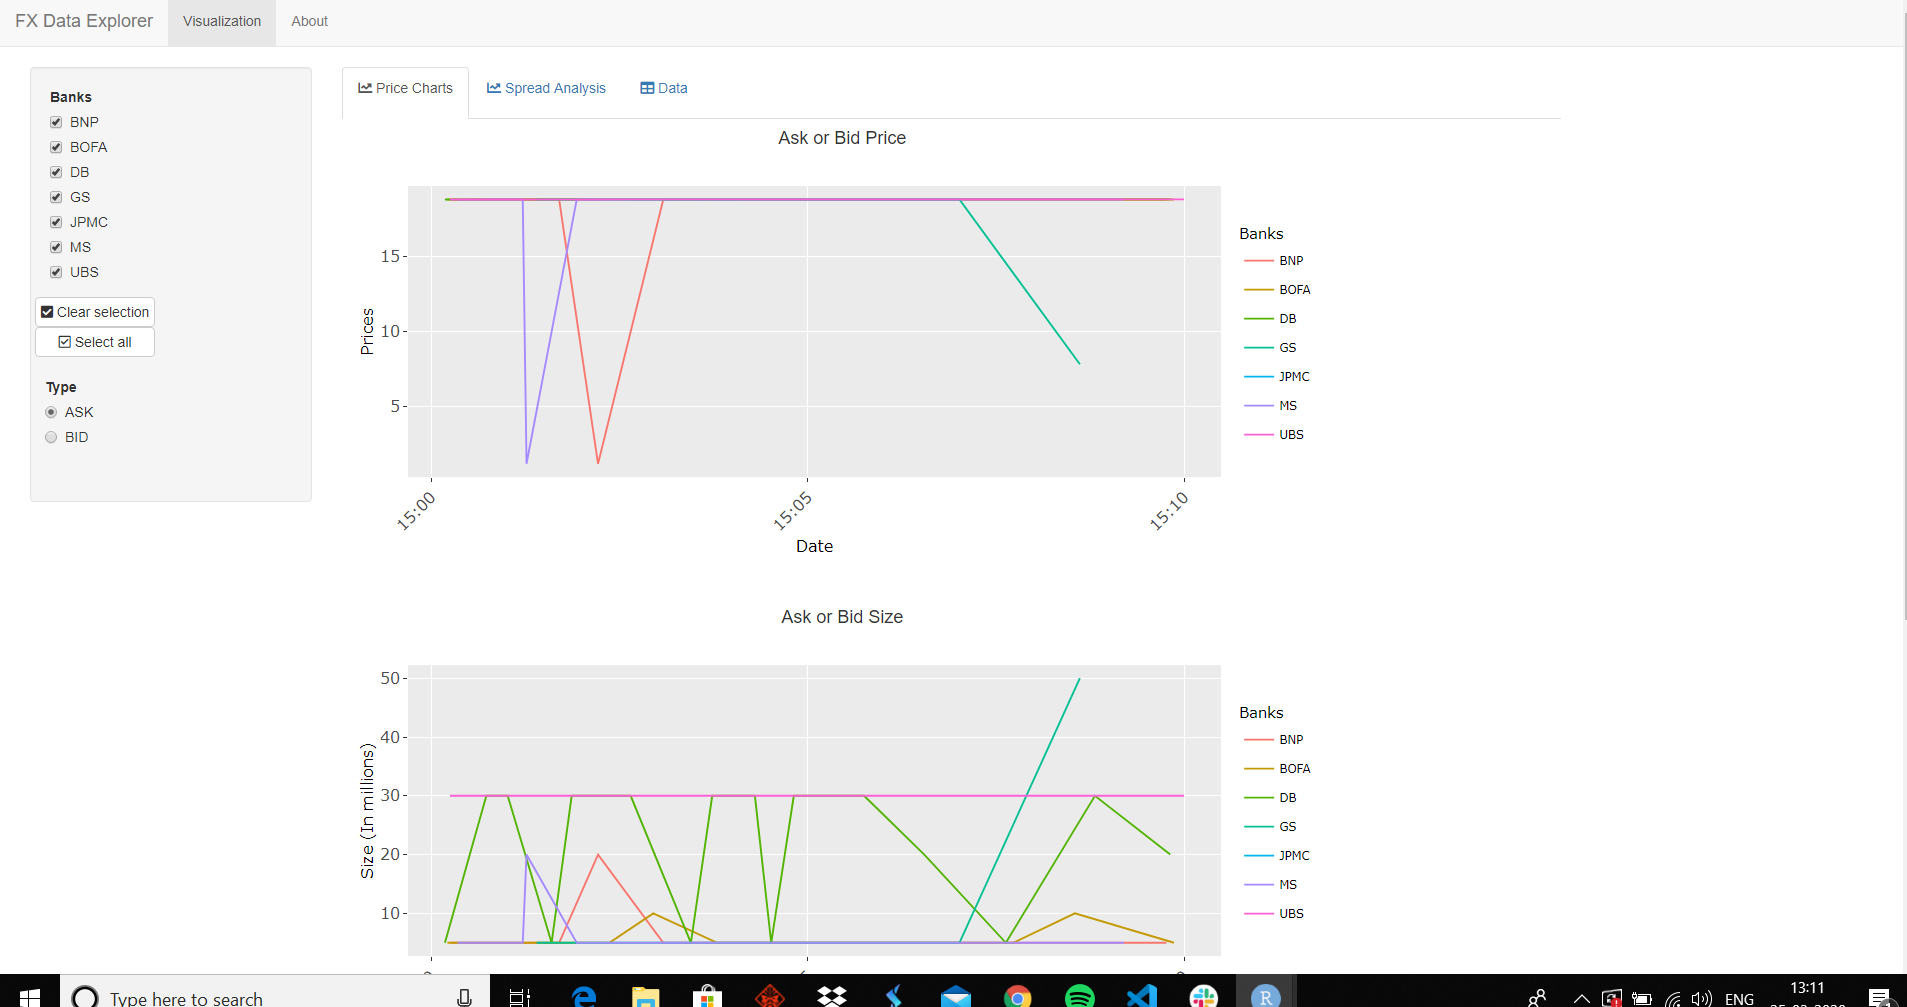 FX Data Explorer Visualization About
Banks
BNP
BOFA
DB
GS
JPMC
MS
UBS
Clear selection
Select all
Type
ASK
BID
Price Charts Spread Analysis Data
Ask or Bid Price
Prices
15
10
5
15:00 15:05 15:10
Date
Banks
BNP
BOFA
DB
GS
JPMC
MS
UBS
Ask or Bid Size
Size (In millions)
50
40
30
20
10
Banks
BNP
BOFA
DB
GS
JPMC
MS
UBS
Type here to search
R
ENG
13:11